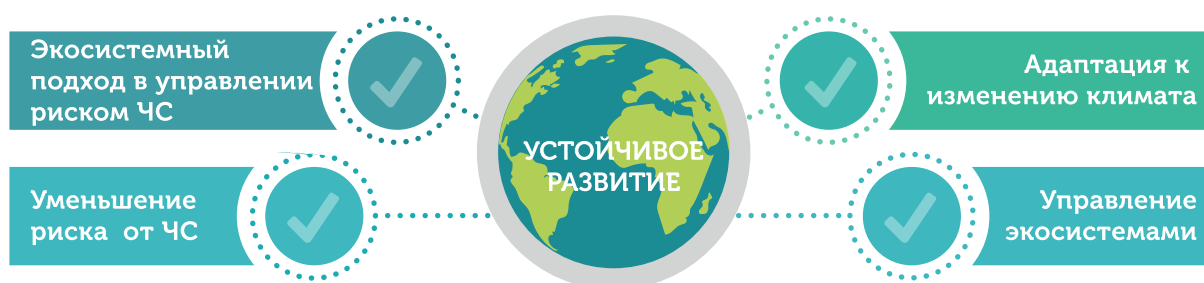 Экосистемный
подход в управлении
риском ЧС
Уменьшение
риска от ЧС
УСТОЙЧИВОЕ
РАЗВИТИЕ
Адаптация к
изменению климата
Управление
экосистемами